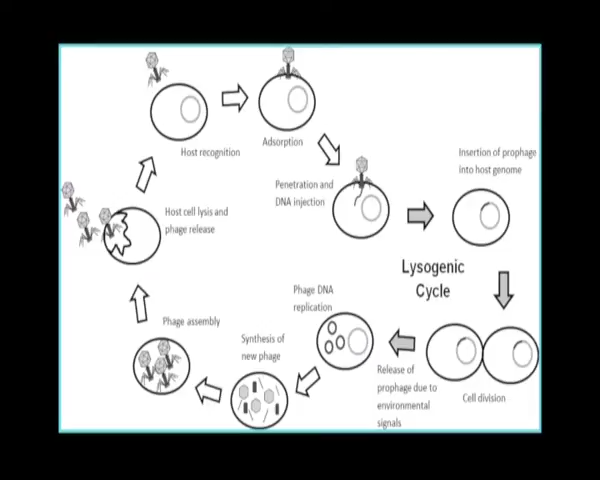 Host recognition
Adsorption
Penetration and
DNA injection
Insertion of prophage
into host genome
Host cell lysis and
phage release
Lysogenic
Cycle
Phage DNA
replication
Phage assembly
Synthesis of
new phage
Release of
prophage due to
environmental
signals
Cell division